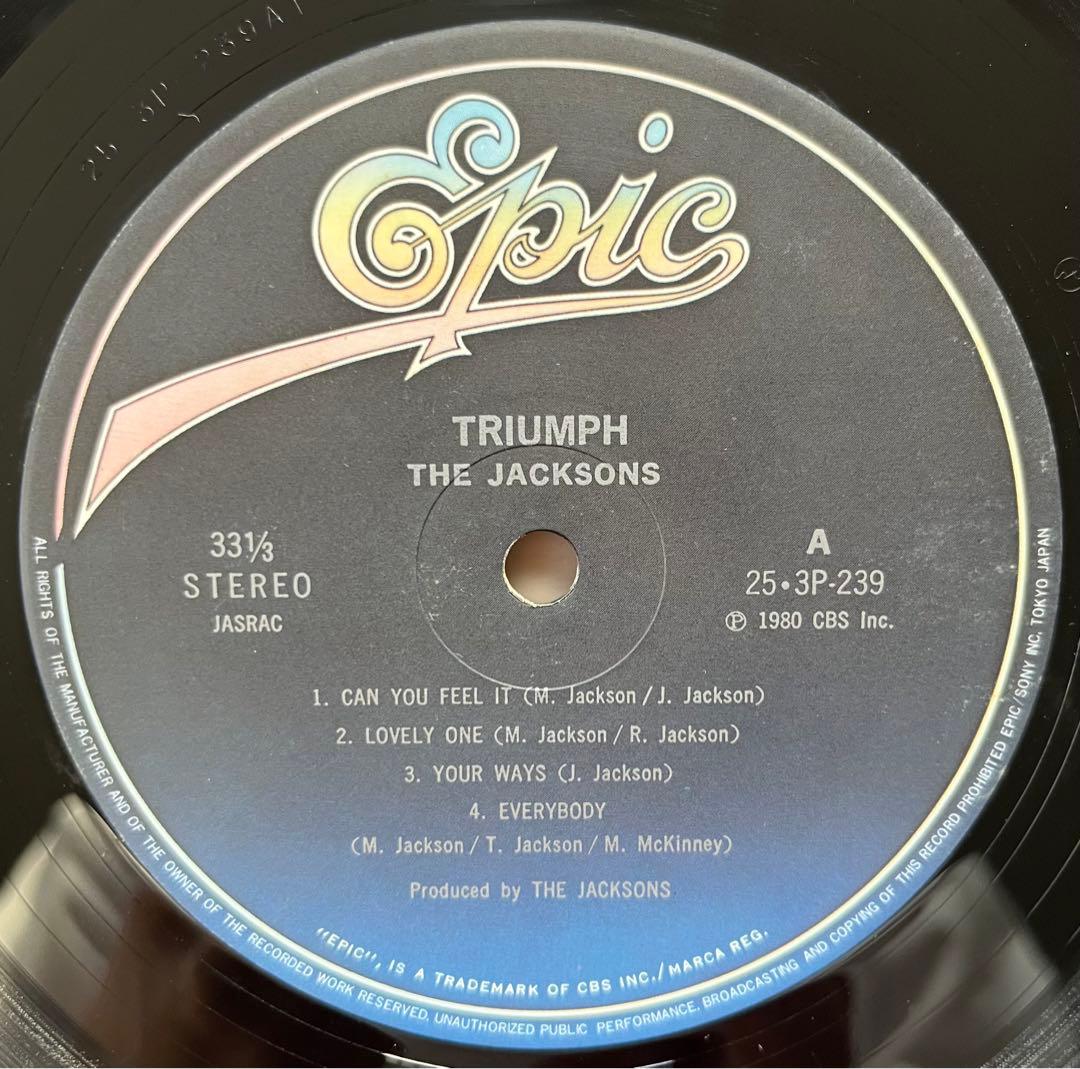 25 3P 239A1
Epic
TRIUMPH
THE JACKSONS
33⅓
STEREO
JASRAC
A
25•3P-239
Ⓟ 1980 CBS Inc.
1. CAN YOU FEEL IT (M. Jackson / J. Jackson)
2. LOVELY ONE (M. Jackson / R. Jackson)
3. YOUR WAYS (J. Jackson)
4. EVERYBODY
(M. Jackson / T. Jackson / M. McKinney)
Produced by THE JACKSONS
"EPIC", IS A TRADEMARK OF CBS INC./MARCA REG.
ALL RIGHTS OF THE MANUFACTURER AND OF THE OWNER OF THE RECORDED WORK RESERVED. UNAUTHORIZED PUBLIC PERFORMANCE, BROADCASTING AND COPYING OF THIS RECORD PROHIBITED EPIC/SONY INC. TOKYO JAPAN